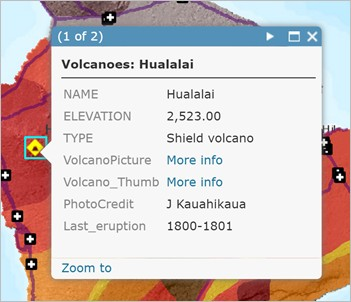 (1 of 2)
Volcanoes: Hualalai
NAME Hualalai
ELEVATION 2,523.00
TYPE Shield volcano
VolcanoPicture More info
Volcano_Thumb More info
PhotoCredit J Kauahikaua
Last_eruption 1800-1801
Zoom to